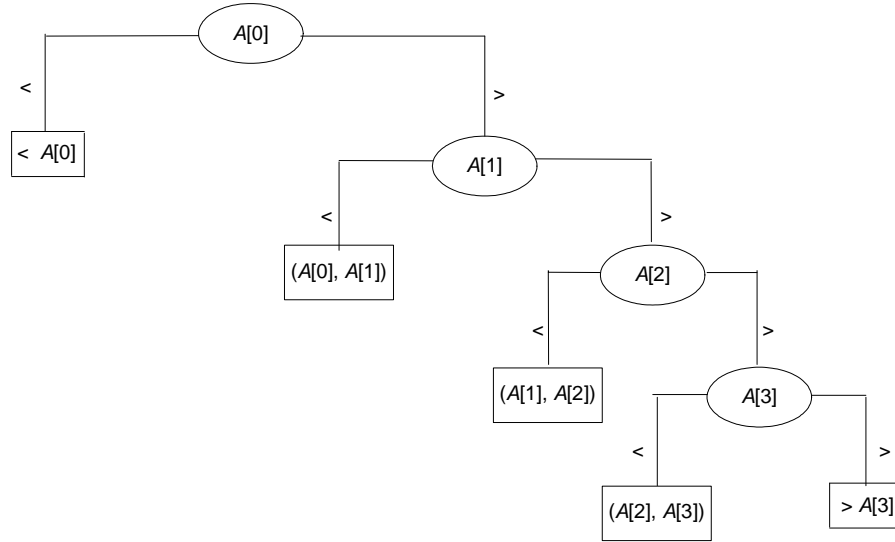 A[0]
<
>
< A[0]
A[1]
<
>
(A[0], A[1])
A[2]
<
>
(A[1], A[2])
A[3]
<
>
(A[2], A[3])
> A[3]